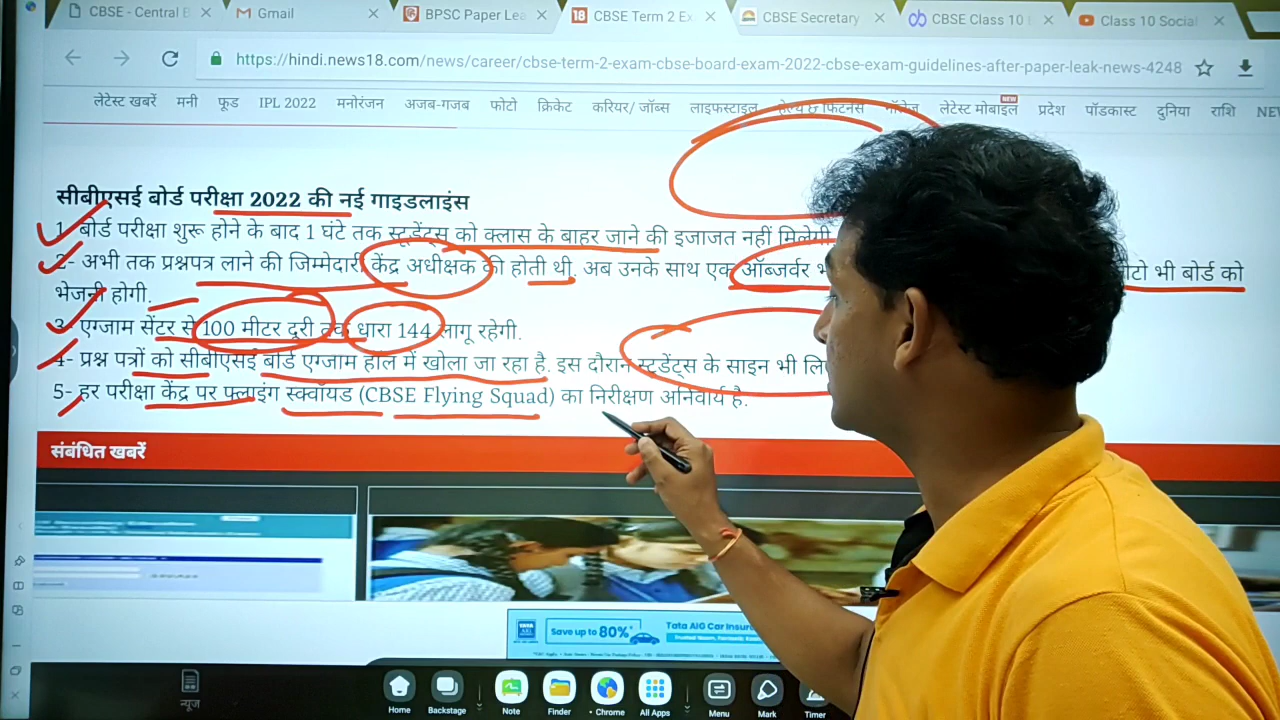 CBSE - Central B
Gmail
BPSC Paper Lea
CBSE Term 2 Ex
CBSE Secretary
CBSE Class 10
Class 10 Social
https://hindi.news18.com/news/career/cbse-term-2-exam-cbse-board-exam-2022-cbse-exam-guidelines-after-paper-leak-news-4248
लेटेस्ट खबरें मनी फूड IPL 2022 मनोरंजन अजब-गजब फोटो क्रिकेट करियर/ जॉब्स लाइफस्टाइल हेल्थ & फिटनेस नॉलेज लेटेस्ट मोबाइल NEW प्रदेश पॉडकास्ट दुनिया राशि NEW
सीबीएसई बोर्ड परीक्षा 2022 की नई गाइडलाइंस
1- बोर्ड परीक्षा शुरू होने के बाद 1 घंटे तक स्टूडेंट्स को क्लास के बाहर जाने की इजाजत नहीं मिलेगी
2- अभी तक प्रश्नपत्र लाने की जिम्मेदारी केंद्र अधीक्षक की होती थी. अब उनके साथ एक ऑब्जर्वर भ ोटो भी बोर्ड को
भेजनी होगी.
3- एग्जाम सेंटर से 100 मीटर दूरी तक धारा 144 लागू रहेगी.
4- प्रश्न पत्रों को सीबीएसई बोर्ड एग्जाम हॉल में खोला जा रहा है. इस दौरान स्टूडेंट्स के साइन भी लि
5- हर परीक्षा केंद्र पर फ्लाइंग स्क्वॉयड (CBSE Flying Squad) का निरीक्षण अनिवार्य है.
संबंधित खबरें
Save up to 80%*
Tata AIG Car Insur
न्यूज
Home Backstage Note Finder Chrome All Apps Menu Mark Timer